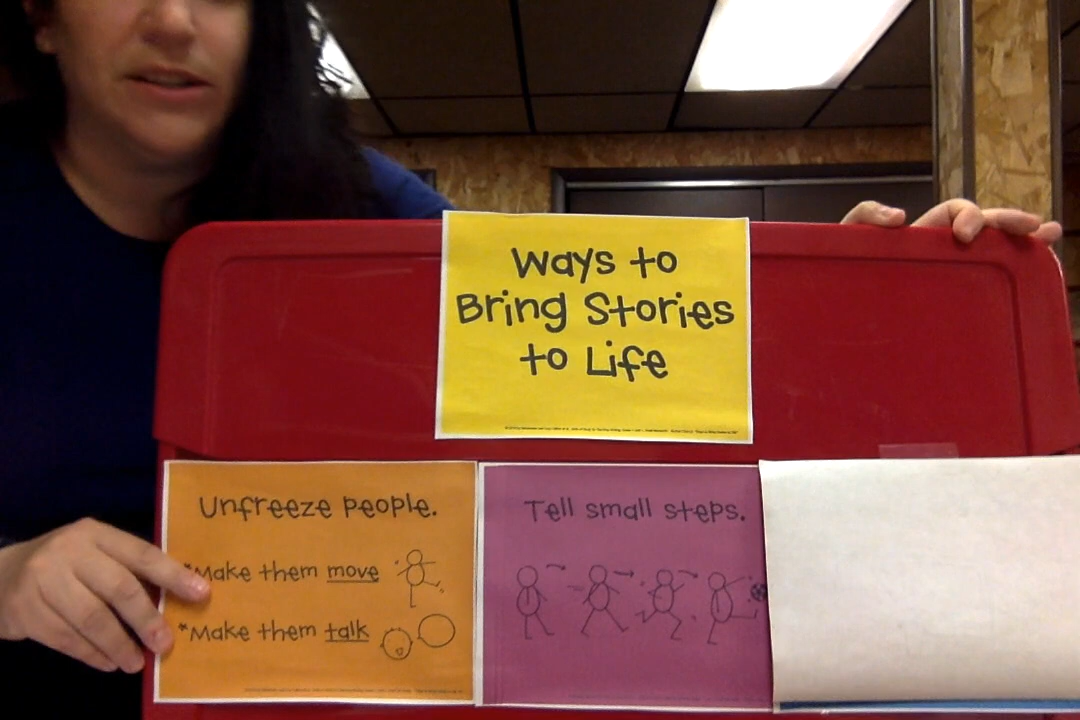 Ways to
Bring Stories
to Life
Unfreeze people.
*Make them move
*Make them talk
Tell small steps.